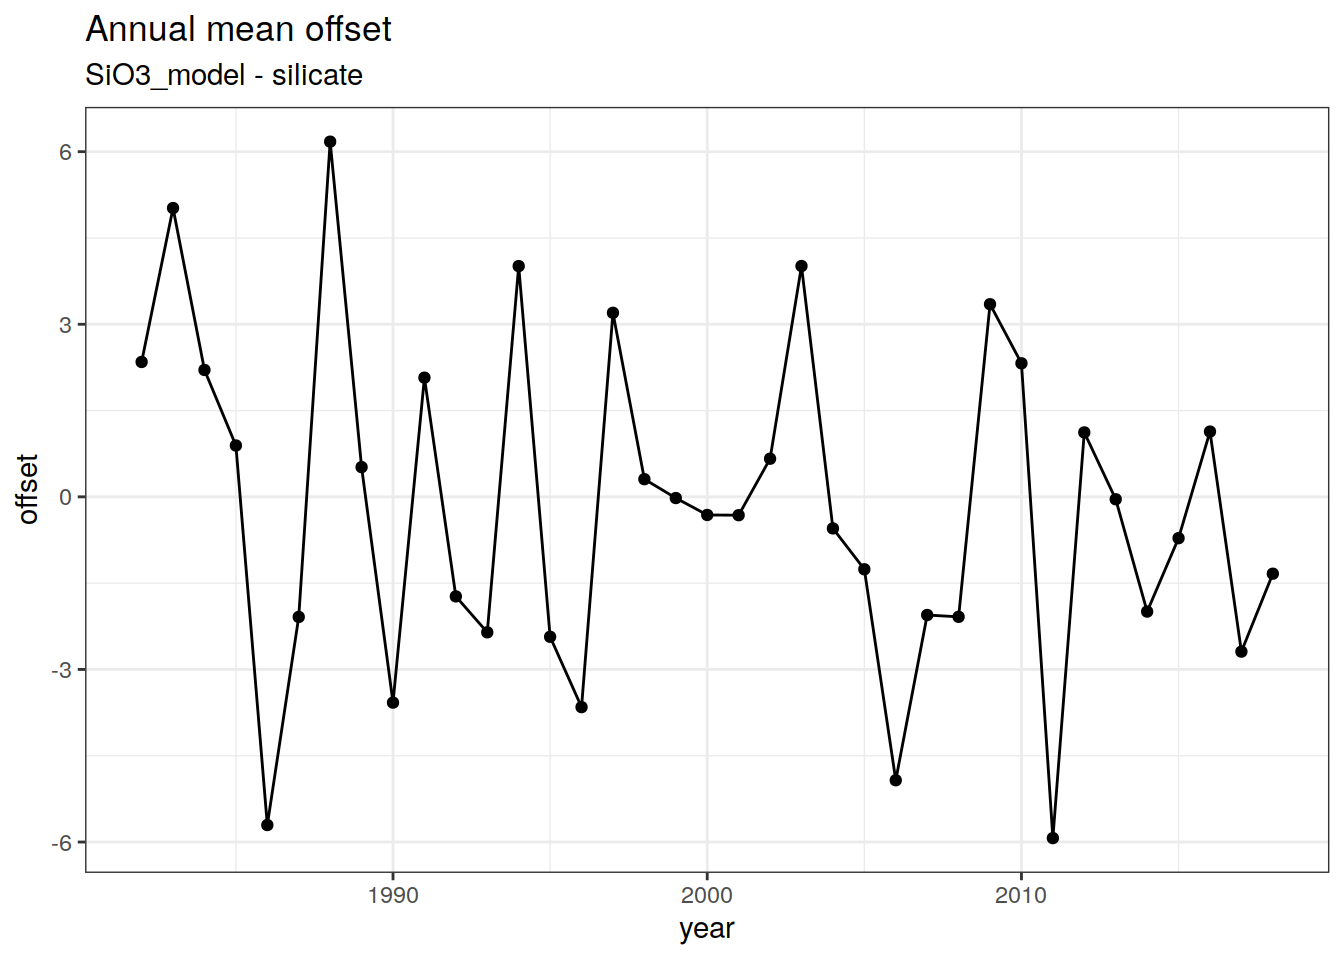 Annual mean offset
SiO3_model - silicate
6
3
0
-3
-6
offset
1990 2000 2010
year